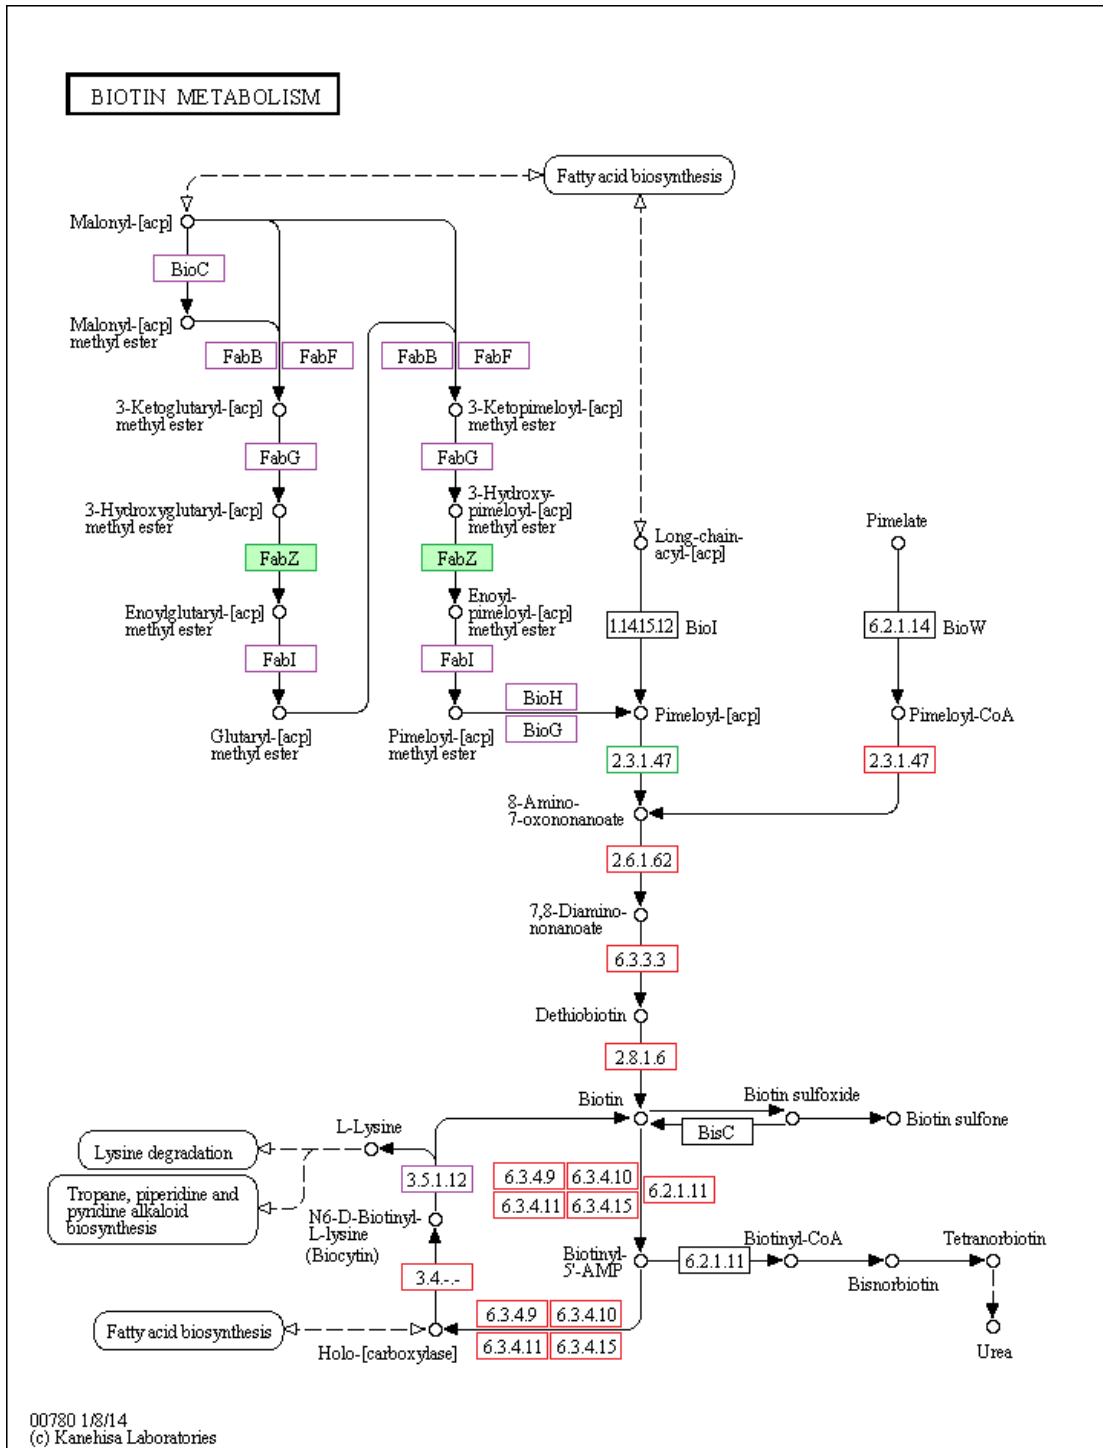 BIOTIN METABOLISM
Fatty acid biosynthesis
Malonyl-[acp]
BioC
Malonyl-[acp]
methyl ester
FabB
FabF
FabB
FabF
3-Ketoglutaryl-[acp]
methyl ester
3-Ketopimeloyl-[acp]
methyl ester
FabG
FabG
3-Hydroxyglutaryl-[acp]
methyl ester
3-Hydroxy-
pimeloyl-[acp]
methyl ester
Long-chain-
acyl-[acp]
Pimelate
FabZ
FabZ
Enoylglutaryl-[acp]
methyl ester
Enoyl-
pimeloyl-[acp]
methyl ester
1.14.15.12
BioI
6.2.1.14
BioW
FabI
FabI
BioH
BioG
Glutaryl-[acp]
methyl ester
Pimeloyl-[acp]
methyl ester
Pimeloyl-[acp]
Pimeloyl-CoA
2.3.1.47
2.3.1.47
8-Amino-
7-oxononanoate
2.6.1.62
7,8-Diamino-
nonanoate
6.3.3.3
Dethiobiotin
2.8.1.6
Biotin
Biotin sulfoxide
BisC
Biotin sulfone
L-Lysine
Lysine degradation
Tropane, piperidine and
pyridine alkaloid
biosynthesis
3.5.1.12
6.3.4.9
6.3.4.10
6.3.4.11
6.3.4.15
6.2.1.11
N6-D-Biotinyl-
L-lysine
(Biocytin)
Biotinyl-
5'-AMP
6.2.1.11
Biotinyl-CoA
Bisnorbiotin
Tetranorbiotin
3.4.-.-
Fatty acid biosynthesis
Holo-[carboxylase]
6.3.4.9
6.3.4.10
6.3.4.11
6.3.4.15
Urea
00780 1/8/14
(c) Kanehisa Laboratories